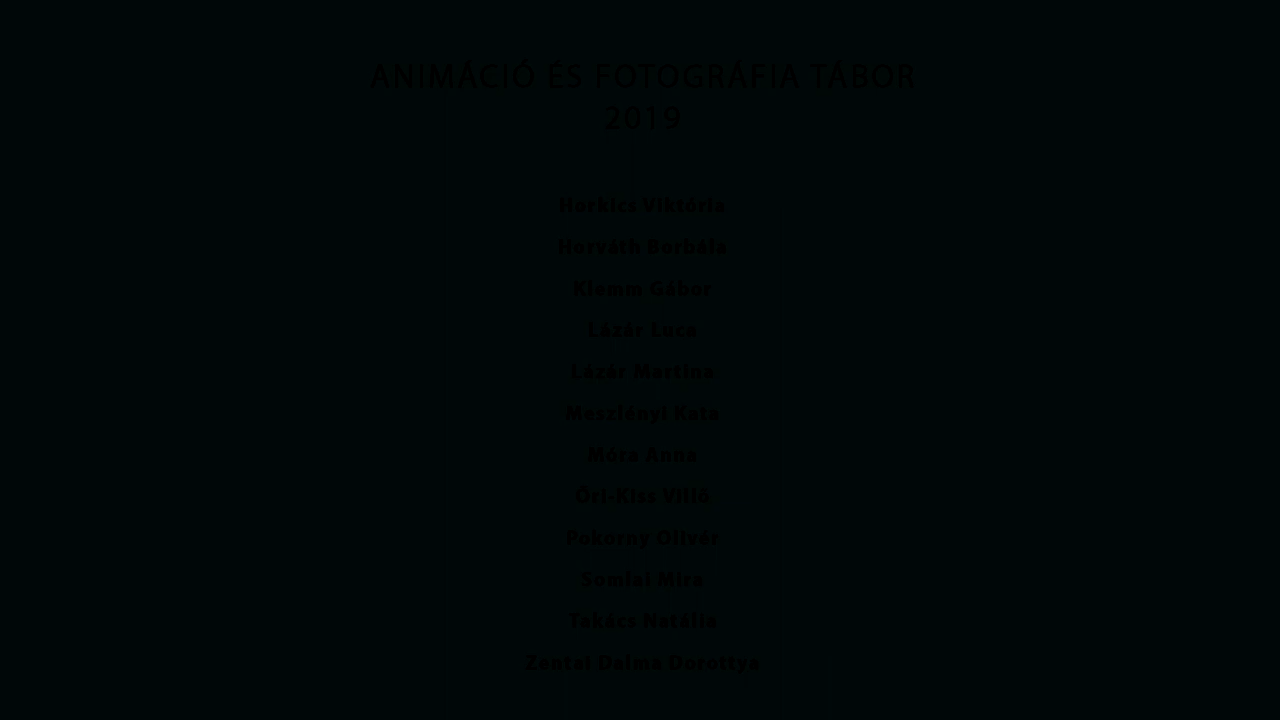 ANIMÁCIÓ ÉS FOTOGRÁFIA TÁBOR
2019
Horkics Viktória
Horváth Borbála
Klemm Gábor
Lázár Luca
Lázár Martina
Meszlényi Kata
Móra Anna
Őri-Kiss Villő
Pokorny Olivér
Somlai Mira
Takács Natália
Zentai Dalma Dorottya